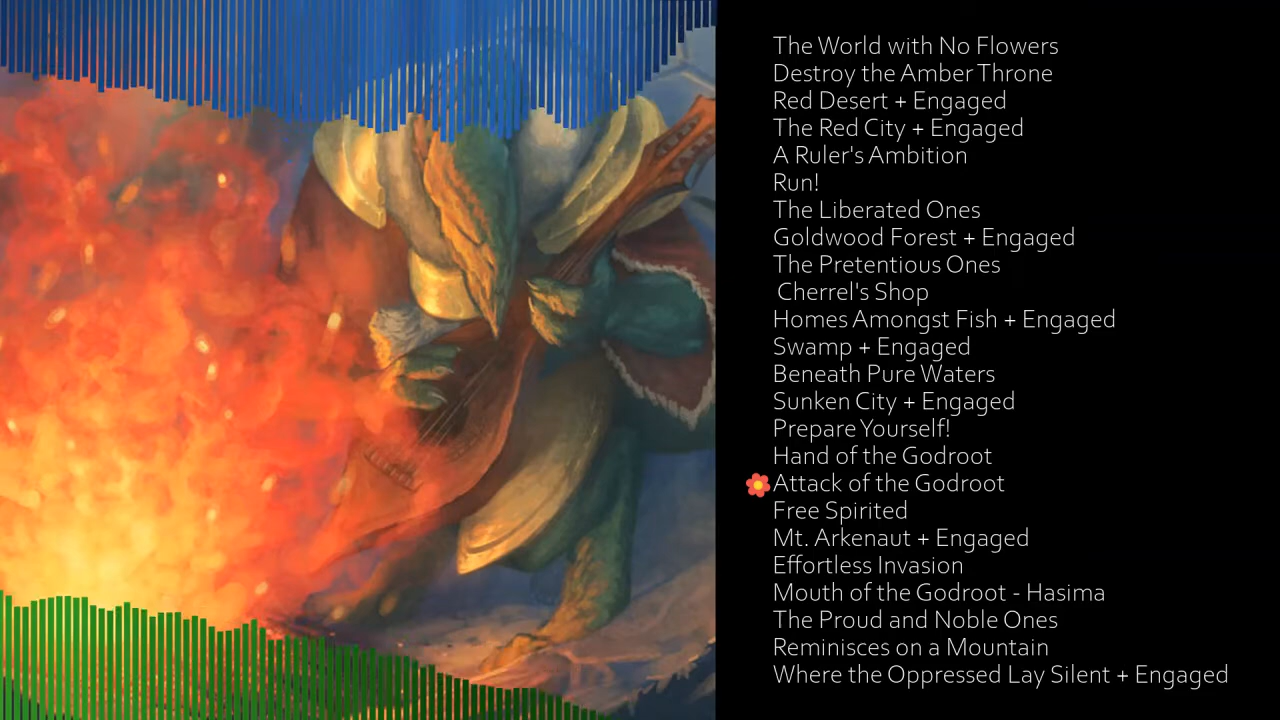 The World with No Flowers
Destroy the Amber Throne
Red Desert + Engaged
The Red City + Engaged
A Ruler's Ambition
Run!
The Liberated Ones
Goldwood Forest + Engaged
The Pretentious Ones
Cherrel's Shop
Homes Amongst Fish + Engaged
Swamp + Engaged
Beneath Pure Waters
Sunken City + Engaged
Prepare Yourself!
Hand of the Godroot
Attack of the Godroot
Free Spirited
Mt. Arkenaut + Engaged
Effortless Invasion
Mouth of the Godroot - Hasima
The Proud and Noble Ones
Reminisces on a Mountain
Where the Oppressed Lay Silent + Engaged